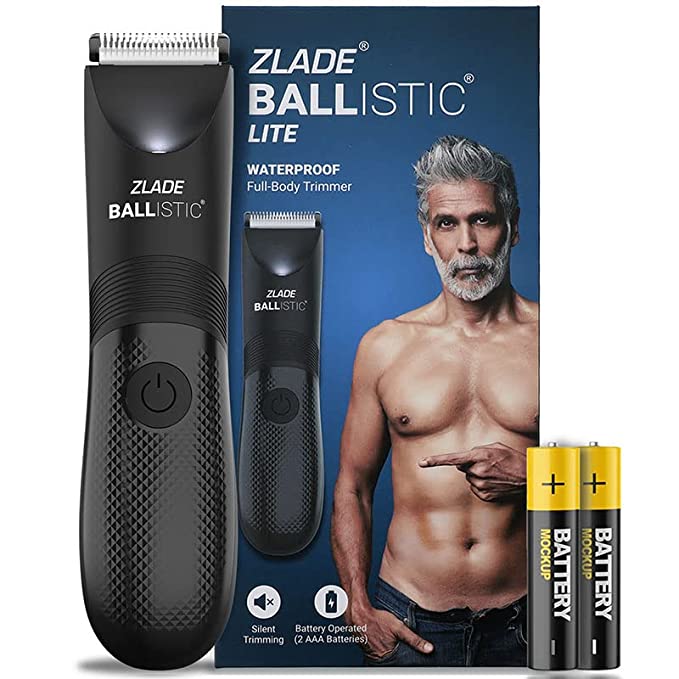 ZLADE
BALLISTIC®
ZLADE®
BALLISTIC®
LITE
WATERPROOF
Full-Body Trimmer
ZLADE
BALLISTIC®
Silent
Trimming
Battery Operated
(2 AAA Batteries)
+
BATTERY
MOCKUP
+
BATTERY
MOCKUP